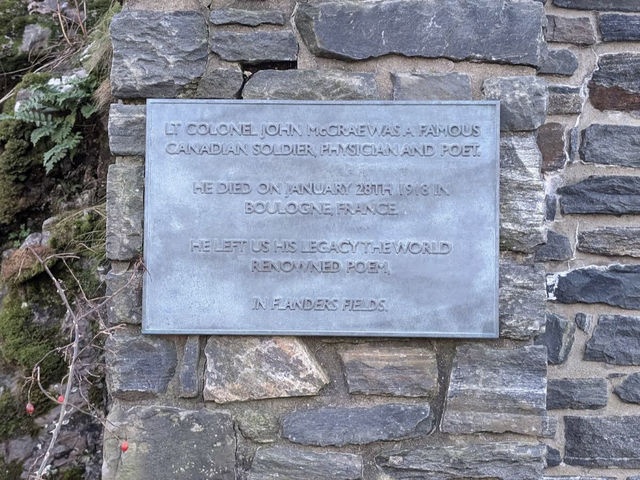 LT COLONEL JOHN McCRAE WAS A FAMOUS
CANADIAN SOLDIER, PHYSICIAN AND POET.
HE DIED ON JANUARY 28TH 1918 IN
BOULOGNE, FRANCE.
HE LEFT US HIS LEGACY THE WORLD
RENOWNED POEM,
IN FLANDERS FIELDS.